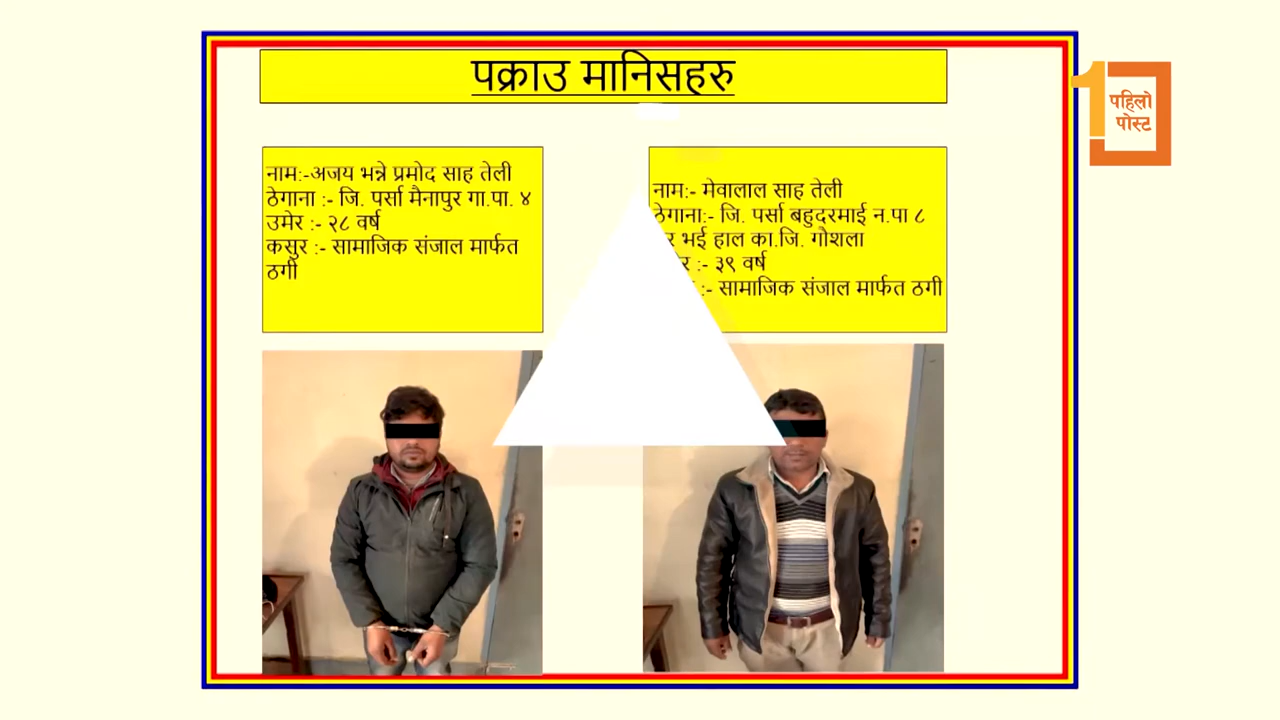 पक्राउ मानिसहरु
पहिलो
पोस्ट
नाम:-अजय भन्ने प्रमोद साह तेली
ठेगाना :- जि. पर्सा मैनापुर गा.पा. ४
उमेर :- २८ वर्ष
कसुर :- सामाजिक संजाल मार्फत
ठगी
नाम:- मेवालाल साह तेली
ठेगाना:- जि. पर्सा बहुदरमाई न.पा ८
भई हाल का.जि. गौशला
:- ३९ वर्ष
:- सामाजिक संजाल मार्फत ठगी